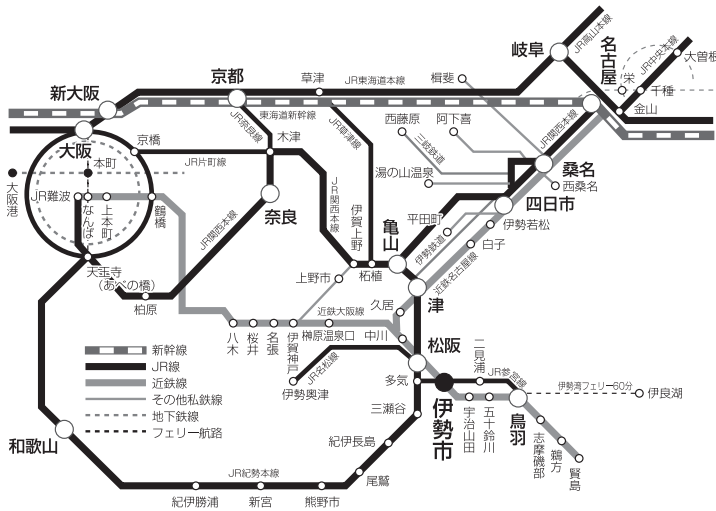 岐阜
JR高山本線
名古屋
栄
JR中央本線
大曽根
千種
金山
新大阪
京都
草津
JR東海道本線
揖斐
東海道新幹線
JR奈良線
木津
JR草津線
西藤原
阿下喜
三岐鉄道
JR関西本線
京橋
大阪
本町
JR片町線
湯の山温泉
桑名
西桑名
大阪港
JR難波
なんば
上本町
鶴橋
奈良
JR関西本線
JR関西本線
伊賀上野
平田町
四日市
亀山
伊勢鉄道
伊勢若松
白子
近鉄名古屋線
天王寺
(あべの橋)
柏原
上野市
柘植
津
久居
近鉄大阪線
八木
桜井
名張
伊賀神戸
榊原温泉口
中川
松阪
JR名松線
伊勢奥津
多気
二見浦
JR参宮線
伊勢湾フェリー60分
伊良湖
新幹線
JR線
近鉄線
その他私鉄線
地下鉄線
フェリー航路
三瀬谷
伊勢市
宇治山田
五十鈴川
鳥羽
志摩磯部
鵜方
賢島
和歌山
紀伊長島
尾鷲
JR紀勢本線
紀伊勝浦
新宮
熊野市